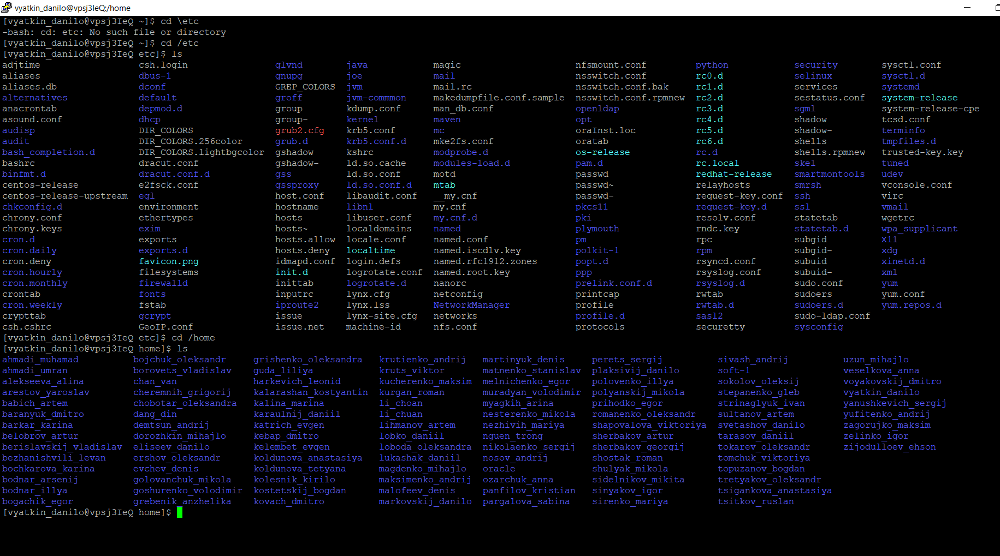 vyatkin_danilo@vpsj3IeQ:/home
[vyatkin_danilo@vpsj3IeQ ~]$ cd \etc
-bash: cd: etc: No such file or directory
[vyatkin_danilo@vpsj3IeQ ~]$ cd /etc
[vyatkin_danilo@vpsj3IeQ etc]$ ls
adjtime csh.login glvnd java magic nfsmount.conf python security sysctl.conf
aliases dbus-1 gnupg joe mail nsswitch.conf rc0.d selinux sysctl.d
aliases.db dconf GREP_COLORS jvm mail.rc nsswitch.conf.bak rc1.d services systemd
alternatives default groff jvm-commmon makedumpfile.conf.sample nsswitch.conf.rpmnew rc2.d sestatus.conf system-release
anacrontab depmod.d group kdump.conf man_db.conf openldap rc3.d sgml system-release-cpe
asound.conf dhcp group- kernel maven opt rc4.d shadow tcsd.conf
audisp DIR_COLORS grub2.cfg krb5.conf mc oraInst.loc rc5.d shadow- terminfo
audit DIR_COLORS.256color grub.d krb5.conf.d mke2fs.conf oratab rc6.d shells tmpfiles.d
bash_completion.d DIR_COLORS.lightbgcolor gshadow kshrc modprobe.d os-release rc.d shells.rpmnew trusted-key.key
bashrc dracut.conf gshadow- ld.so.cache modules-load.d pam.d rc.local skel tuned
binfmt.d dracut.conf.d gss ld.so.conf motd passwd redhat-release smartmontools udev
centos-release e2fsck.conf gssproxy ld.so.conf.d mtab passwd~ relayhosts smrsh vconsole.conf
centos-release-upstream egl host.conf libaudit.conf __my.cnf passwd- request-key.conf ssh virc
chkconfig.d environment hostname libnl my.cnf pkcs11 request-key.d ssl vmail
chrony.conf ethertypes hosts libuser.conf my.cnf.d pki resolv.conf statetab wgetrc
chrony.keys exim hosts~ localdomains named plymouth rndc.key statetab.d wpa_supplicant
cron.d exports hosts.allow locale.conf named.conf pm rpc subgid X11
cron.daily exports.d hosts.deny localtime named.iscdlv.key polkit-1 rpm subgid- xdg
cron.deny favicon.png idmapd.conf login.defs named.rfc1912.zones popt.d rsyncd.conf subuid xinetd.d
cron.hourly filesystems init.d logrotate.conf named.root.key ppp rsyslog.conf subuid- xml
cron.monthly firewalld inittab logrotate.d nanorc prelink.conf.d rsyslog.d sudo.conf yum
crontab fonts inputrc lynx.cfg netconfig printcap rwtab sudoers yum.conf
cron.weekly fstab iproute2 lynx.lss NetworkManager profile rwtab.d sudoers.d yum.repos.d
crypttab gcrypt issue lynx-site.cfg networks profile.d sasl2 sudo-ldap.conf
csh.cshrc GeoIP.conf issue.net machine-id nfs.conf protocols securetty sysconfig
[vyatkin_danilo@vpsj3IeQ etc]$ cd /home
[vyatkin_danilo@vpsj3IeQ home]$ ls
ahmadi_muhamad bojchuk_oleksandr grishenko_oleksandra krutienko_andrij martinyuk_denis perets_sergij sivash_andrij uzun_mihajlo
ahmadi_umran borovets_vladislav guda_liliya kruts_viktor matnenko_stanislav plaksivij_danilo soft-1 veselkova_anna
alekseeva_alina chan_van harkevich_leonid kucherenko_maksim melnichenko_egor polovenko_illya sokolov_oleksij voyakovskij_dmitro
arestov_yaroslav cheremnih_grigorij kalarashan_kostyantin kurgan_roman muradyan_volodimir polyanskij_mikola stepanenko_gleb vyatkin_danilo
babich_artem chobotar_oleksandra kalina_marina li_choan myagkih_arina prihodko_egor strinaglyuk_ivan yanushkevich_sergij
baranyuk_dmitro dang_din karaulnij_daniil li_chuan nesterenko_mikola romanenko_oleksandr sultanov_artem yufitenko_andrij
barkar_karina demtsun_andrij katrich_evgen lihmanov_artem nezhivih_mariya shapovalova_viktoriya svetashov_danilo zagorujko_maksim
belobrov_artur dorozhkin_mihajlo kebap_dmitro lobko_daniil nguen_trong sherbakov_artur tarasov_daniil zelinko_igor
berislavskij_vladislav eliseev_danilo kelembet_evgen loboda_oleksandra nikolaenko_sergij sherbakov_georgij tokarev_oleksandr zijodulloev_ehson
bezhanishvili_levan ershov_oleksandr koldunova_anastasiya lukashak_daniil nosov_andrij shostak_roman tomchuk_viktoriya
bochkarova_karina evchev_denis koldunova_tetyana magdenko_mihajlo oracle shulyak_mikola topuzanov_bogdan
bodnar_arsenij golovanchuk_mikola kolesnik_kirilo maksimenko_andrij ozarchuk_anna sidelnikov_mikita tretyakov_oleksandr
bodnar_illya goshurenko_volodimir kostetskij_bogdan malofeev_denis panfilov_kristian sinyakov_igor tsigankova_anastasiya
bogachik_egor grebenik_anzhelika kovach_dmitro markovskij_danilo pargalova_sabina sirenko_mariya tsitkov_ruslan
[vyatkin_danilo@vpsj3IeQ home]$